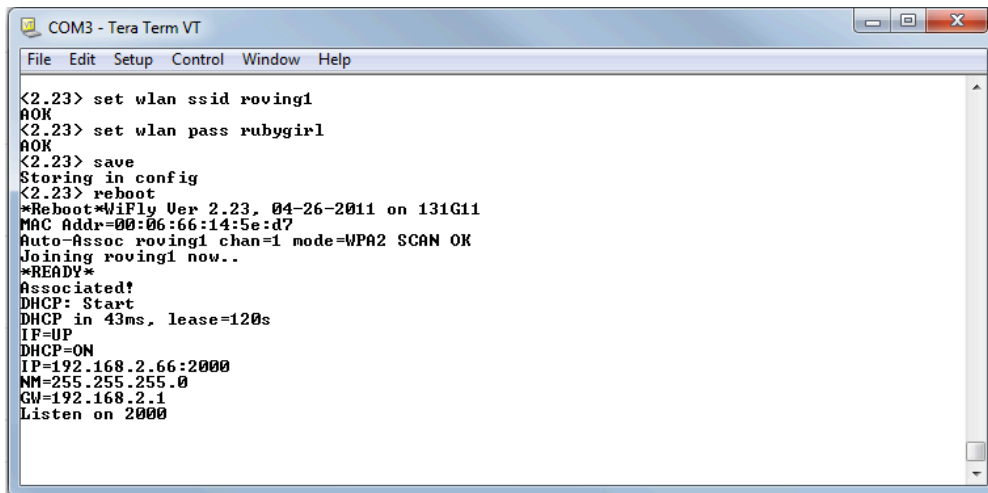 COM3 - Tera Term VT
File Edit Setup Control Window Help
<2.23> set wlan ssid roving1
AOK
<2.23> set wlan pass rubygirl
AOK
<2.23> save
Storing in config
<2.23> reboot
*Reboot*WiFly Ver 2.23, 04-26-2011 on 131G11
MAC Addr=00:06:66:14:5e:d7
Auto-Assoc roving1 chan=1 mode=WPA2 SCAN OK
Joining roving1 now..
*READY*
Associated!
DHCP: Start
DHCP in 43ms, lease=120s
IF=UP
DHCP=ON
IP=192.168.2.66:2000
NM=255.255.255.0
GW=192.168.2.1
Listen on 2000